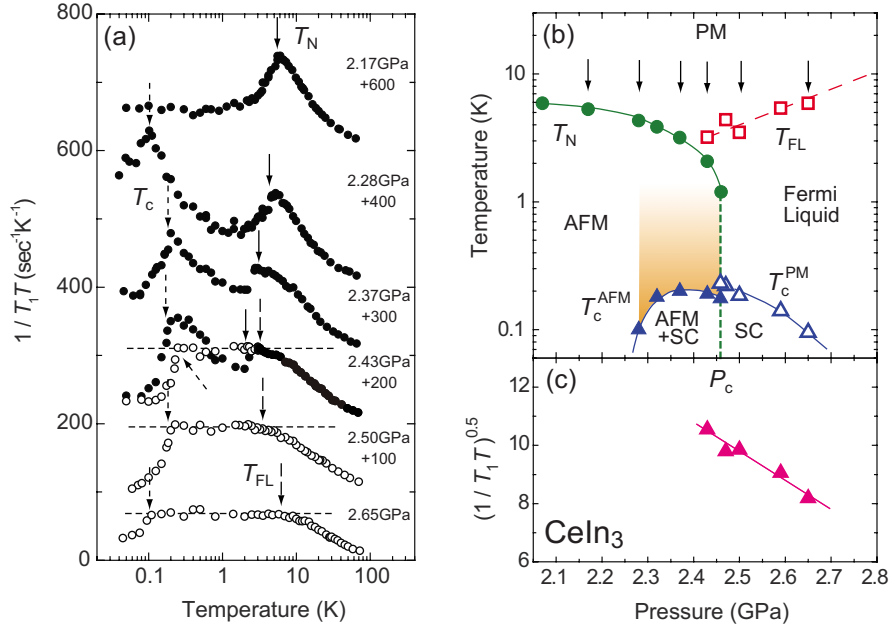 (a)
T_N
2.17GPa
+600
T_c
2.28GPa
+400
2.37GPa
+300
2.43GPa
+200
2.50GPa
+100
T_FL
2.65GPa
800
600
400
200
0
1 / T₁T (sec⁻¹K⁻¹)
0.1
1
10
100
Temperature (K)
(b)
PM
T_N
T_FL
Fermi
Liquid
AFM
T_c^AFM
AFM
+SC
SC
T_c^PM
10
1
0.1
Temperature (K)
(c)
P_c
CeIn₃
12
10
8
6
(1 / T₁T)^0.5
2.1
2.2
2.3
2.4
2.5
2.6
2.7
2.8
Pressure (GPa)